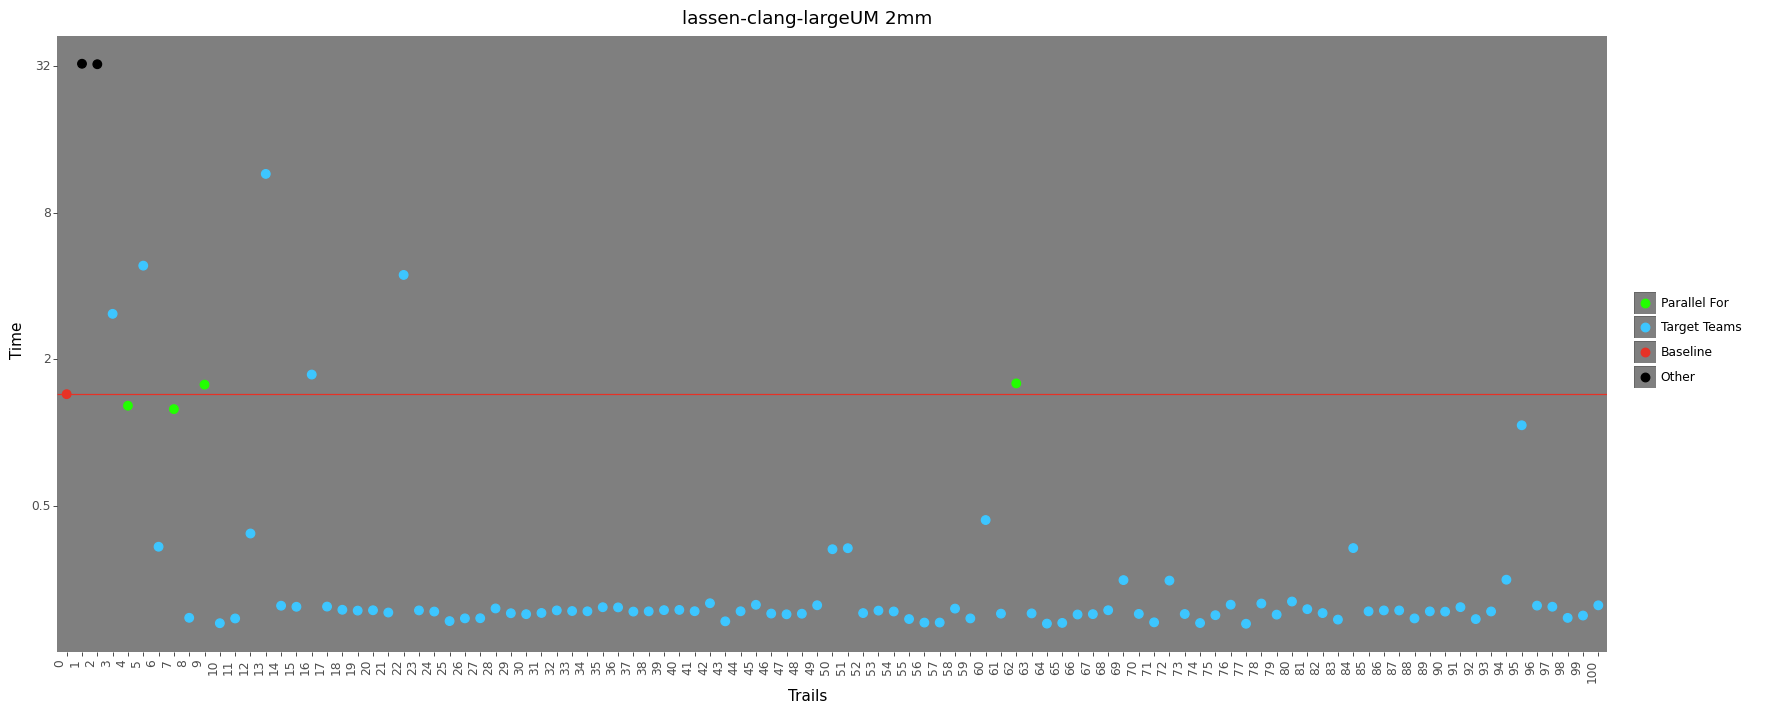 lassen-clang-largeUM 2mm
Time
32
8
2
0.5
0 1 2 3 4 5 6 7 8 9 10 11 12 13 14 15 16 17 18 19 20 21 22 23 24 25 26 27 28 29 30 31 32 33 34 35 36 37 38 39 40 41 42 43 44 45 46 47 48 49 50 51 52 53 54 55 56 57 58 59 60 61 62 63 64 65 66 67 68 69 70 71 72 73 74 75 76 77 78 79 80 81 82 83 84 85 86 87 88 89 90 91 92 93 94 95 96 97 98 99 100
Trails
Parallel For
Target Teams
Baseline
Other